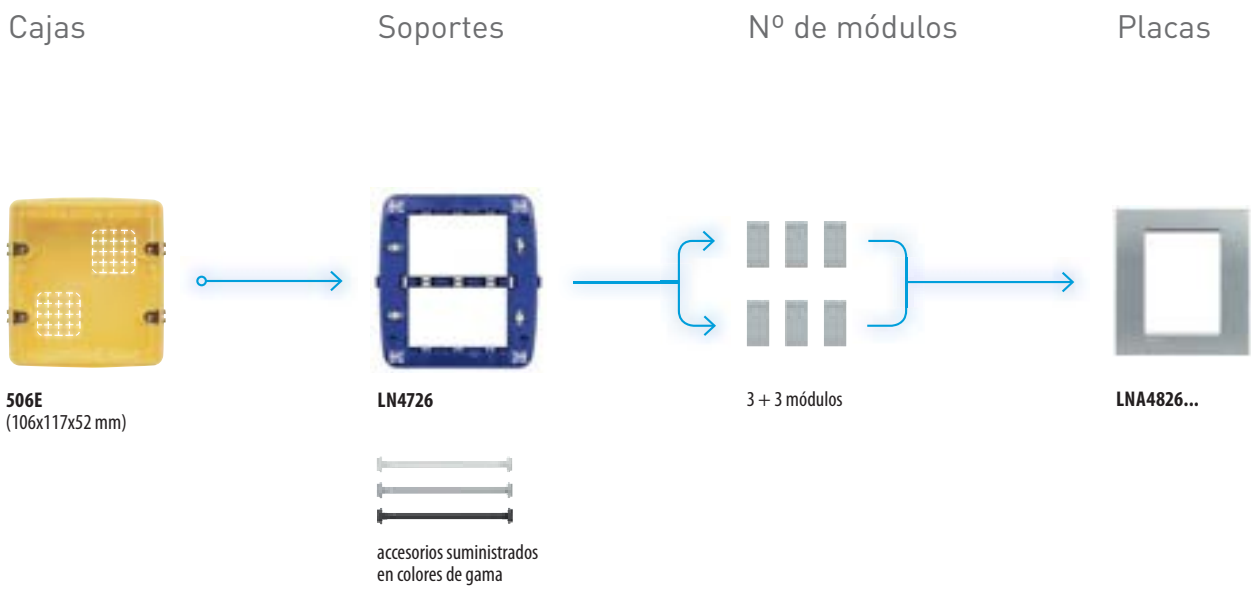 Cajas
Soportes
Nº de módulos
Placas
506E
(106x117x52 mm)
LN4726
3 + 3 módulos
LNA4826...
accesorios suministrados
en colores de gama